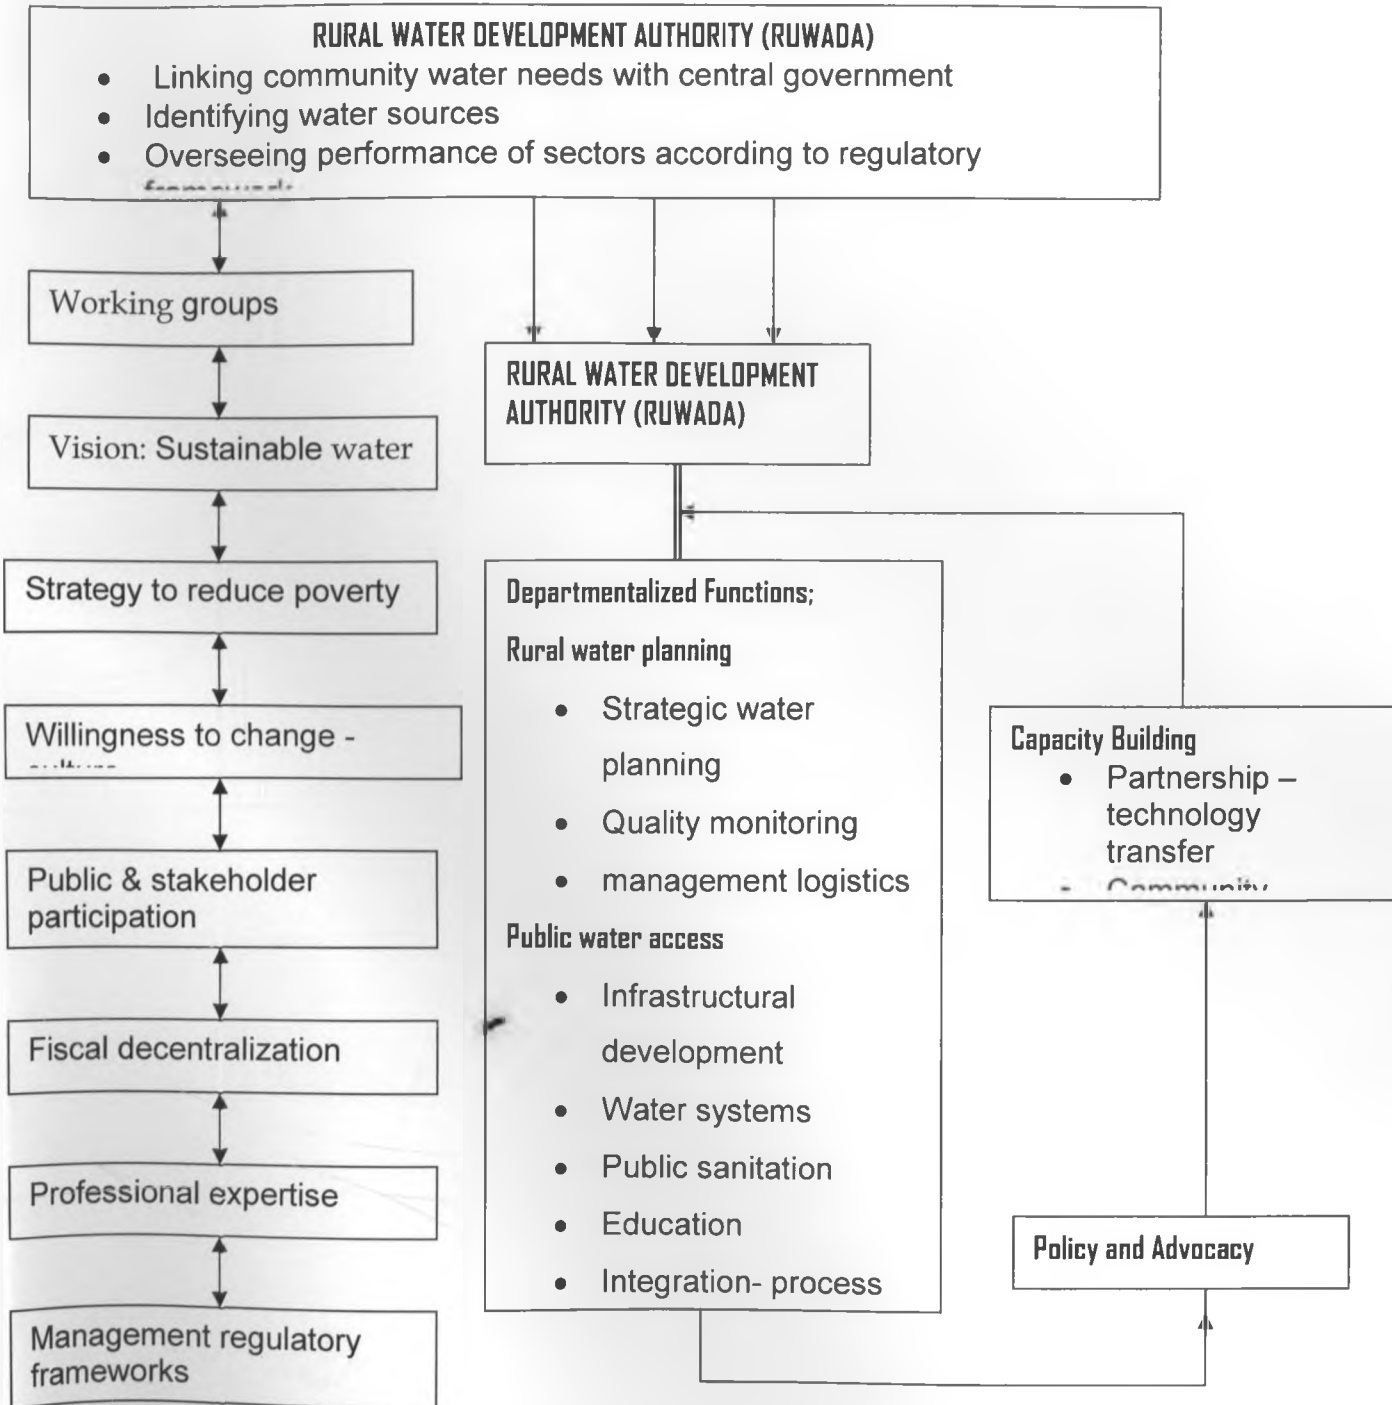 RURAL WATER DEVELOPMENT AUTHORITY (RUWADA)
• Linking community water needs with central government
• Identifying water sources
• Overseeing performance of sectors according to regulatory
Working groups
Vision: Sustainable water
Strategy to reduce poverty
Willingness to change -
Public & stakeholder
participation
Fiscal decentralization
Professional expertise
Management regulatory
frameworks
RURAL WATER DEVELOPMENT
AUTHORITY (RUWADA)
Departmentalized Functions;
Rural water planning
• Strategic water
planning
• Quality monitoring
• management logistics
Public water access
• Infrastructural
development
• Water systems
• Public sanitation
• Education
• Integration- process
Capacity Building
• Partnership –
technology
transfer
Community
Policy and Advocacy